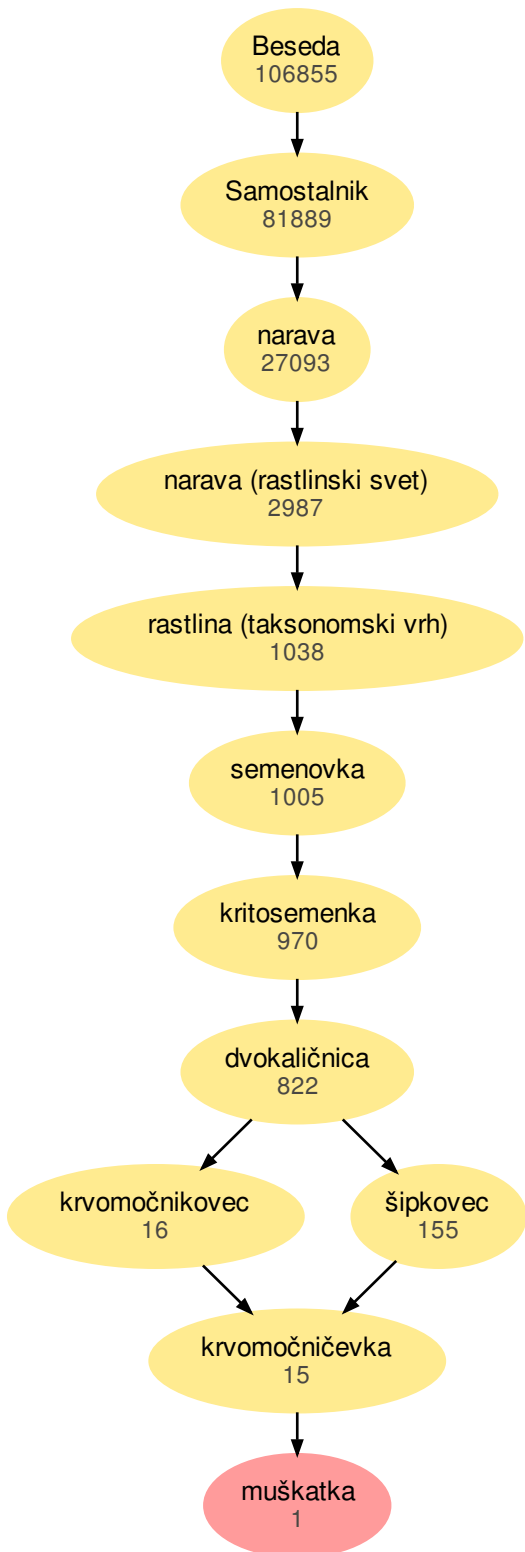 Beseda
106855
Samostalnik
81889
narava
27093
narava (rastlinski svet)
2987
rastlina (taksonomski vrh)
1038
semenovka
1005
kritosemenka
970
dvokaličnica
822
krvomočnikovec
16
šipkovec
155
krvomočničevka
15
muškatka
1